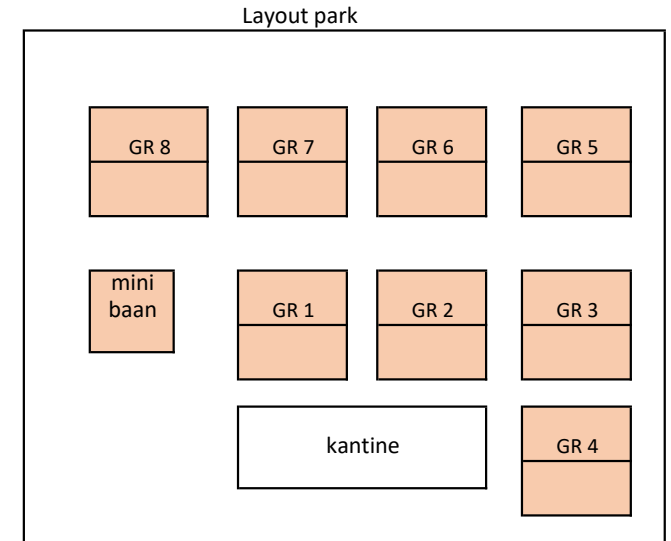 Layout park
GR 8
GR 7
GR 6
GR 5
mini
baan
GR 1
GR 2
GR 3
kantine
GR 4